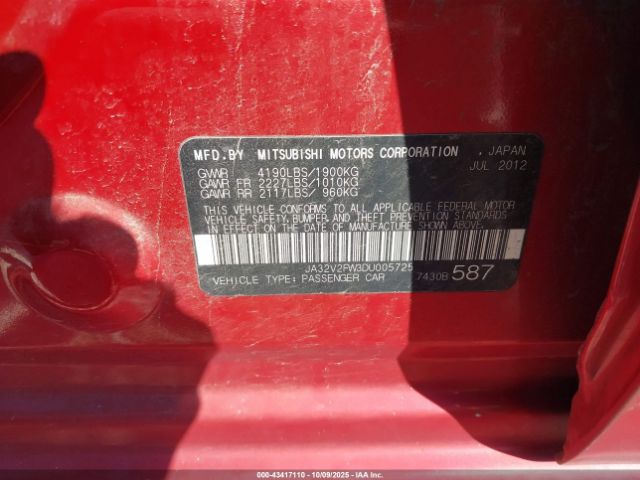 MFD.BY MITSUBISHI MOTORS CORPORATION , JAPAN
JUL 2012
GVWR 4190LBS/1900KG
GAWR FR 2227LBS/1010KG
GAWR RR 2117LBS/ 960KG
THIS VEHICLE CONFORMS TO ALL APPLICABLE FEDERAL MOTOR
VEHICLE SAFETY, BUMPER, AND THEFT PREVENTION STANDARDS
IN EFFECT ON THE DATE OF MANUFACTURE SHOWN ABOVE.
JA32V2FW3DU005725
VEHICLE TYPE: PASSENGER CAR 7430B 587
000-43417110 | 10/09/2025 | IAAI.COM